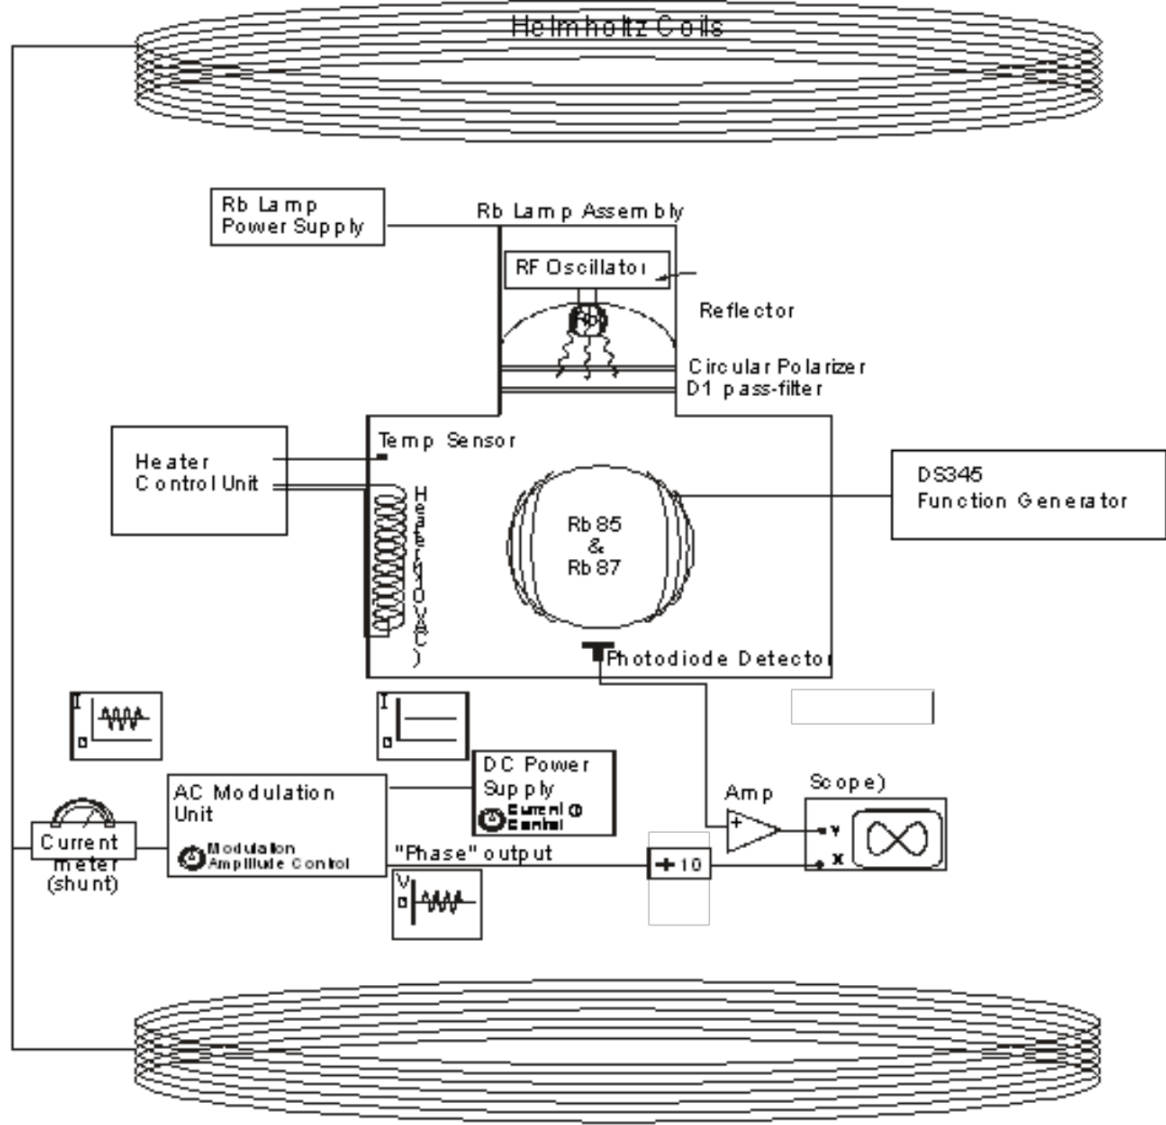 Helmholtz Coils
Rb Lamp
Power Supply
Rb Lamp Assembly
RF Oscillator
Rb
Reflector
Circular Polarizer
D1 pass-filter
Temp Sensor
Heater
Control Unit
DS345
Function Generator
Rb 85
&
Rb 87
Photodiode Detector
I
0
I
0
DC Power
Supply
Current
Control
AC Modulation
Unit
Modulation
Amplitude Control
Current
meter
(shunt)
"Phase" output
V
0
÷ 10
Amp
+
Scope)
Y
X